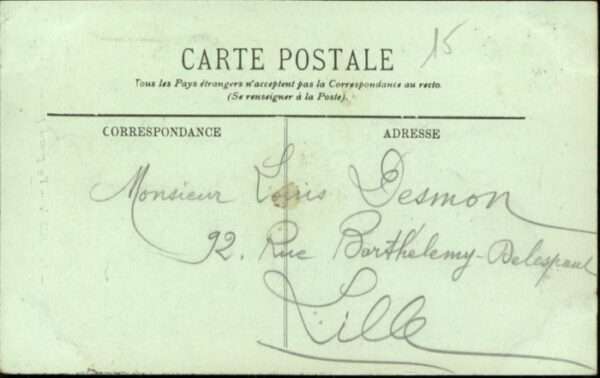 15
CARTE POSTALE
Tous les Pays étrangers n'acceptent pas la Correspondance au recto
(Se renseigner à la Poste).
CORRESPONDANCE
ADRESSE
Monsieur Louis Desmon
92. Rue Barthélemy-Delespaul
Lille